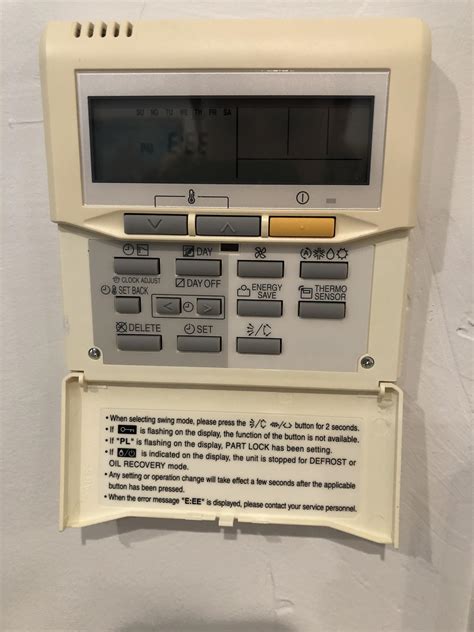 SU MO TU WE TH FR SA
PM E:EE
DAY
CLOCK ADJUST
DAY OFF
SET BACK
ENERGY SAVE
THERMO SENSOR
DELETE
SET
• When selecting swing mode, please press the button for 2 seconds.
• If is flashing on the display, the function of the button is not available.
• If "PL" is flashing on the display, PART LOCK has been setting.
• If is indicated on the display, the unit is stopped for DEFROST or
OIL RECOVERY mode.
• Any setting or operation change will take effect a few seconds after the applicable
button has been pressed.
• When the error message "E:EE" is displayed, please contact your service personnel.